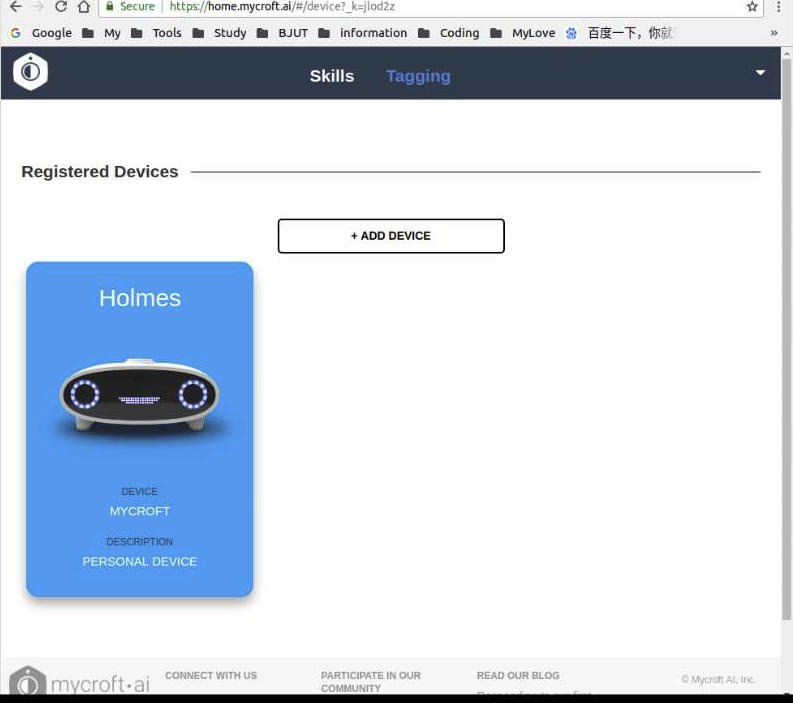 Secure
https://home.mycroft.ai/#/device?_k=jlod2z
Google My Tools Study BJUT information Coding MyLove 百度一下，你就 »
Skills Tagging
Registered Devices
+ ADD DEVICE
Holmes
DEVICE
MYCROFT
DESCRIPTION
PERSONAL DEVICE
mycroft·ai
CONNECT WITH US
PARTICIPATE IN OUR
COMMUNITY
READ OUR BLOG
© Mycroft AI, Inc.